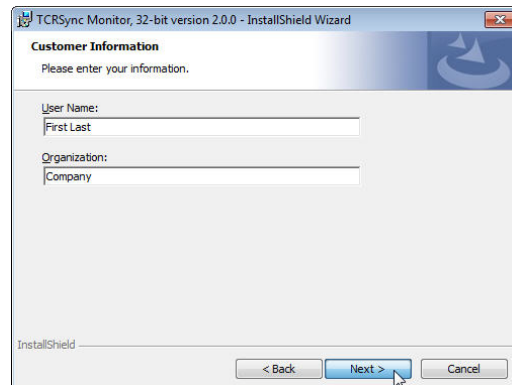 TCRSync Monitor, 32-bit version 2.0.0 - InstallShield Wizard
Customer Information
Please enter your information.
User Name:
First Last
Organization:
Company
InstallShield
< Back
Next >
Cancel